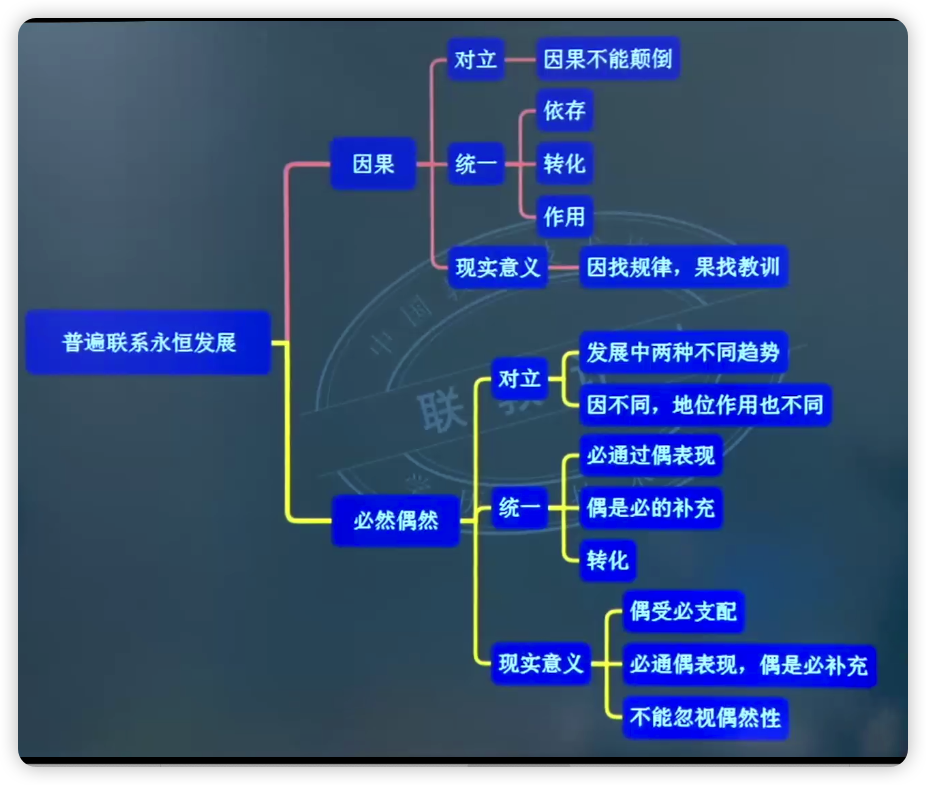 对立
因果不能颠倒
依存
因果
统一
转化
作用
现实意义
因找规律，果找教训
普遍联系永恒发展
对立
发展中两种不同趋势
因不同，地位作用也不同
必通过偶表现
必然偶然
统一
偶是必的补充
转化
偶受必支配
现实意义
必通偶表现，偶是必补充
不能忽视偶然性
中国
联教